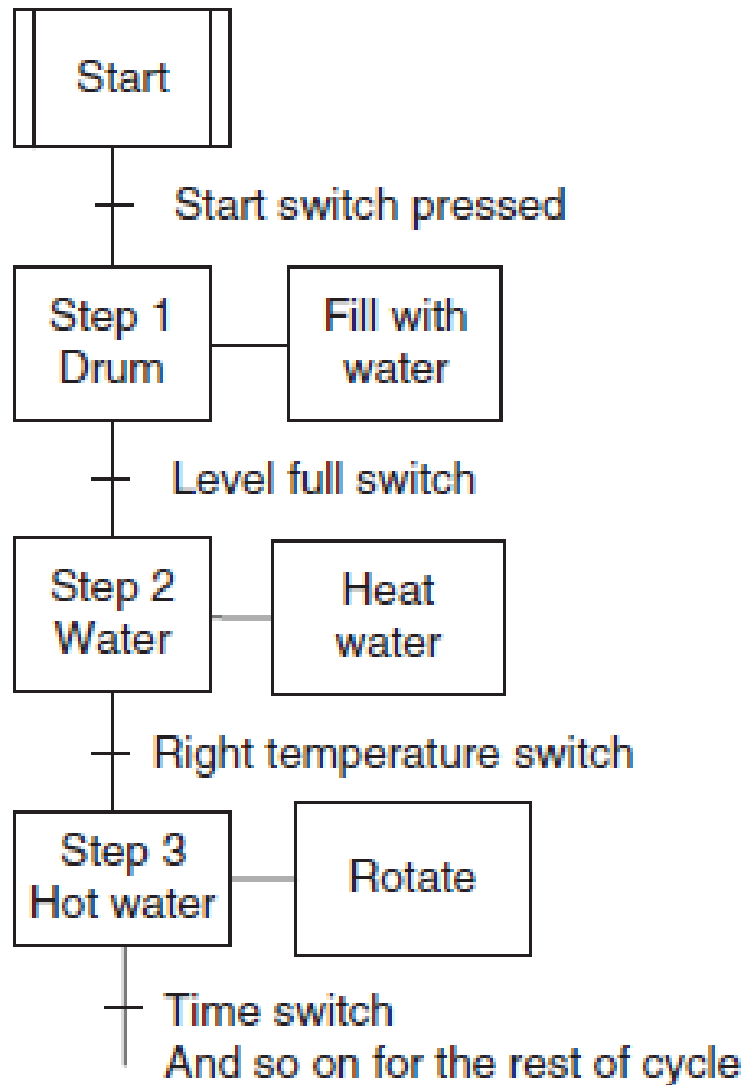 Start
Start switch pressed
Step 1
Drum
Fill with
water
Level full switch
Step 2
Water
Heat
water
Right temperature switch
Step 3
Hot water
Rotate
Time switch
And so on for the rest of cycle